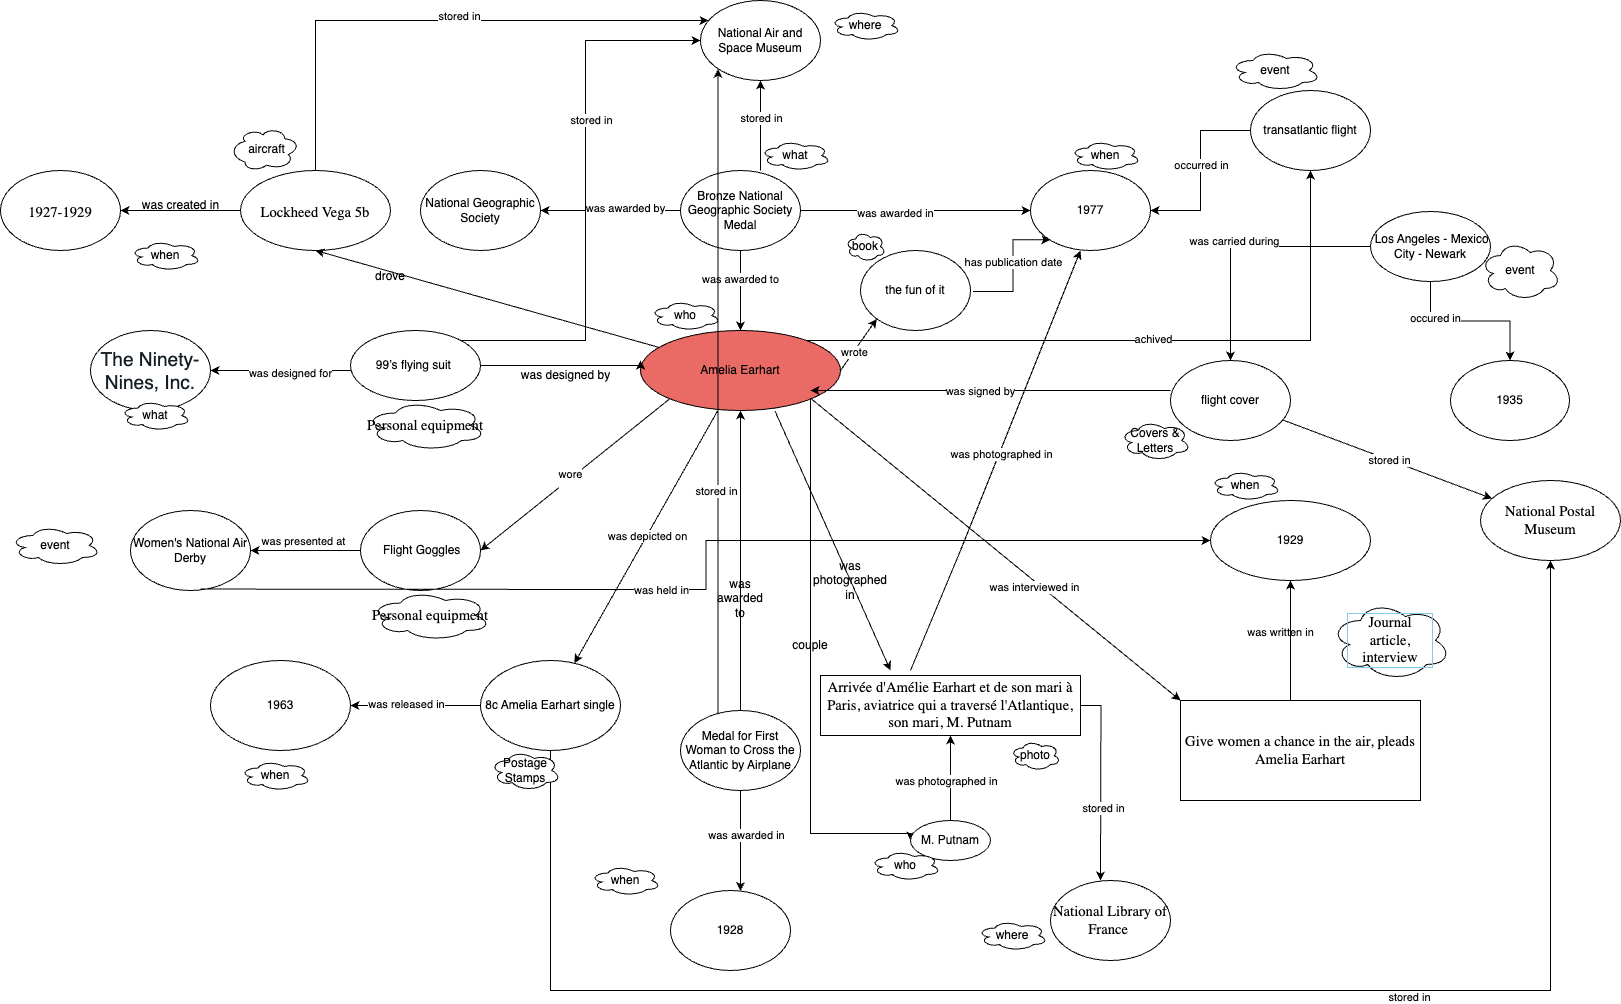 stored in
National Air and
Space Museum
where
event
stored in
stored in
transatlantic flight
aircraft
what
when
occurred in
1927-1929
was created in
Lockheed Vega 5b
National Geographic
Society
was awarded by
Bronze National
Geographic Society
Medal
was awarded in
1977
was carried during
Los Angeles - Mexico
City - Newark
when
book
has publication date
event
drove
was awarded to
the fun of it
who
occured in
The Ninety-
Nines, Inc.
was designed for
99's flying suit
was designed by
Amelia Earhart
wrote
achived
what
Personal equipment
was signed by
flight cover
1935
Covers &
Letters
was photographed in
stored in
wore
stored in
when
National Postal
Museum
event
Women's National Air
Derby
was presented at
Flight Goggles
was depicted on
1929
was held in
was
awarded
to
was
photographed
in
was interviewed in
Personal equipment
couple
was written in
Journal
article,
interview
1963
was released in
8c Amelia Earhart single
Arrivée d'Amélie Earhart et de son mari à
Paris, aviatrice qui a traversé l'Atlantique,
son mari, M. Putnam
Medal for First
Woman to Cross the
Atlantic by Airplane
Give women a chance in the air, pleads
Amelia Earhart
when
Postage
Stamps
photo
was photographed in
stored in
was awarded in
M. Putnam
who
when
1928
where
National Library of
France
stored in